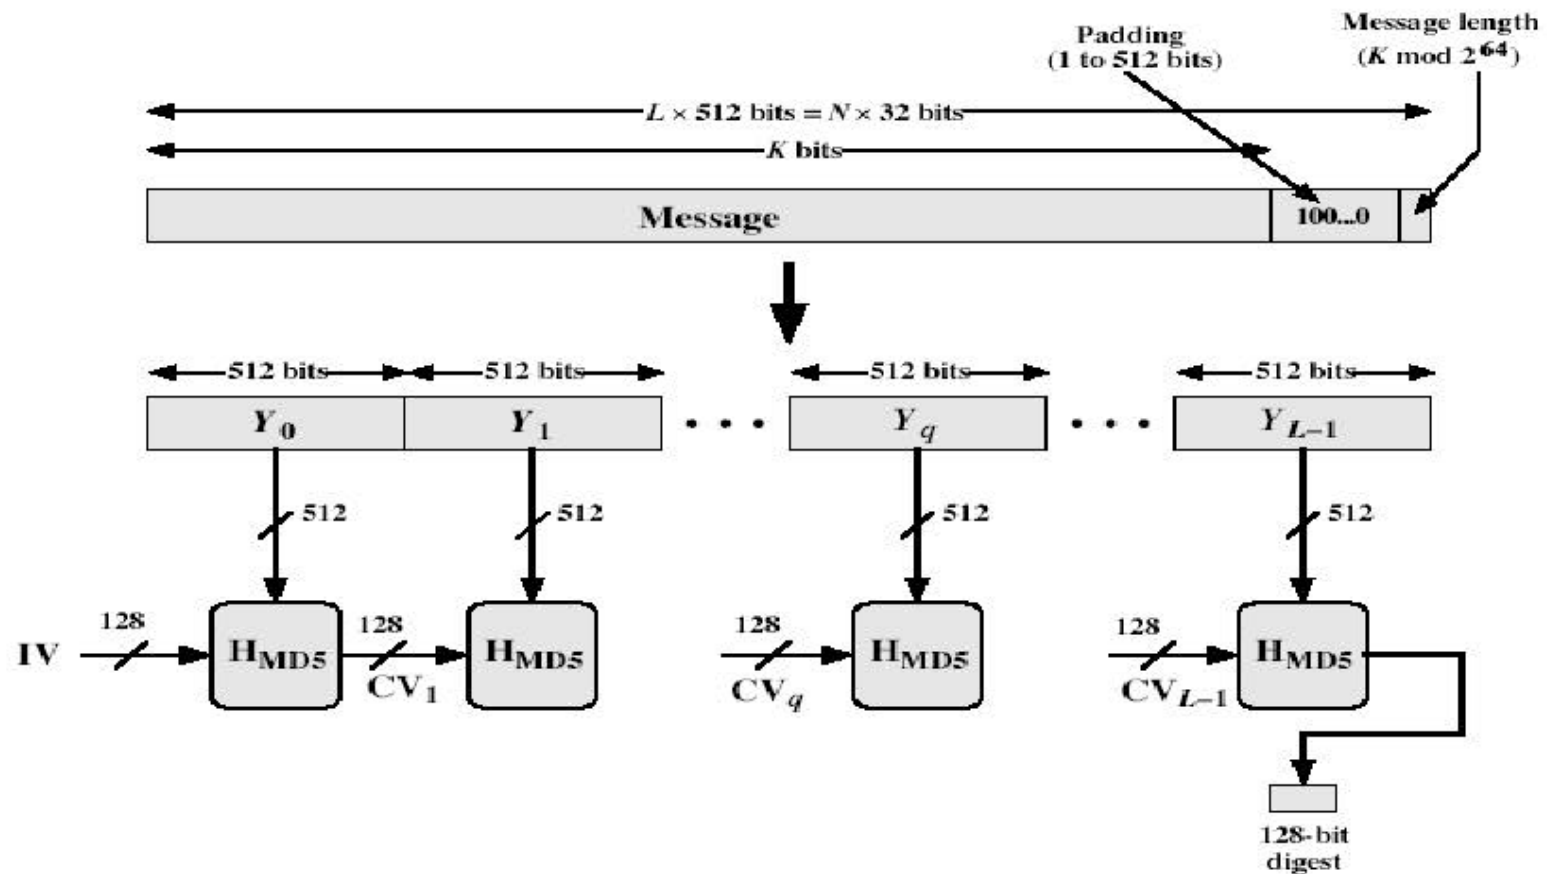 Padding
(1 to 512 bits)
Message length
(K mod 2^64)
L × 512 bits = N × 32 bits
K bits
Message
100...0
512 bits 512 bits 512 bits 512 bits
Y0 Y1 • • • Yq • • • YL–1
512 512 512 512
128 128 128 128
IV HMD5 HMD5 HMD5 HMD5
CV1 CVq CVL–1
128-bit
digest